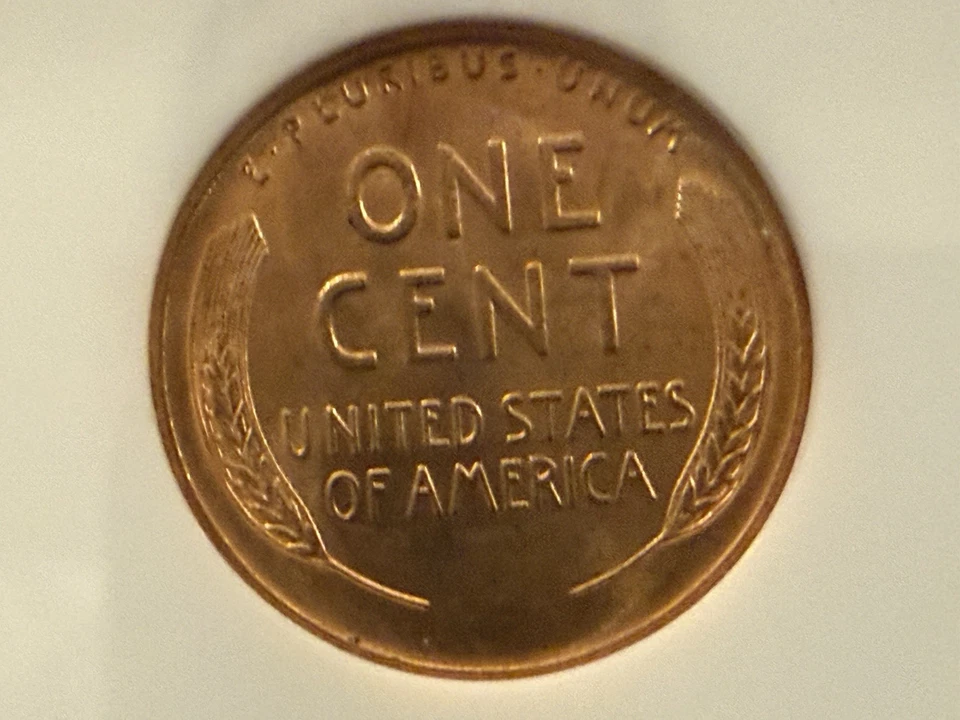 E·PLURIBUS·UNUM
ONE
CENT
UNITED STATES
OF AMERICA